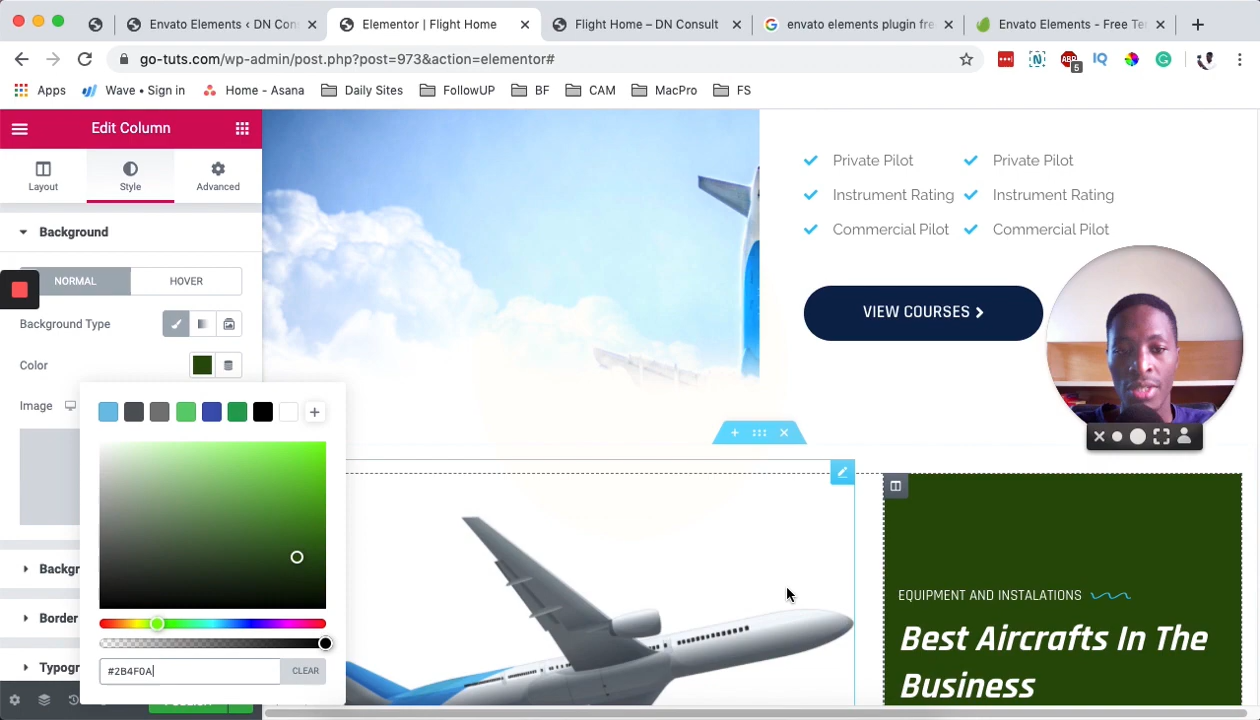 Envato Elements ‹ DN Con
Elementor | Flight Home
Flight Home – DN Consult
envato elements plugin fre
Envato Elements - Free Te
go-tuts.com/wp-admin/post.php?post=973&action=elementor#
5
IQ
Apps
Wave • Sign in
Home - Asana
Daily Sites
FollowUP
BF
CAM
MacPro
FS
Edit Column
Layout
Style
Advanced
Background
NORMAL
HOVER
Background Type
Color
Image
#2B4F0A
CLEAR
Backgr
Border
Typogr
Private Pilot
Private Pilot
Instrument Rating
Instrument Rating
Commercial Pilot
Commercial Pilot
VIEW COURSES
EQUIPMENT AND INSTALATIONS
Best Aircrafts In The
Business